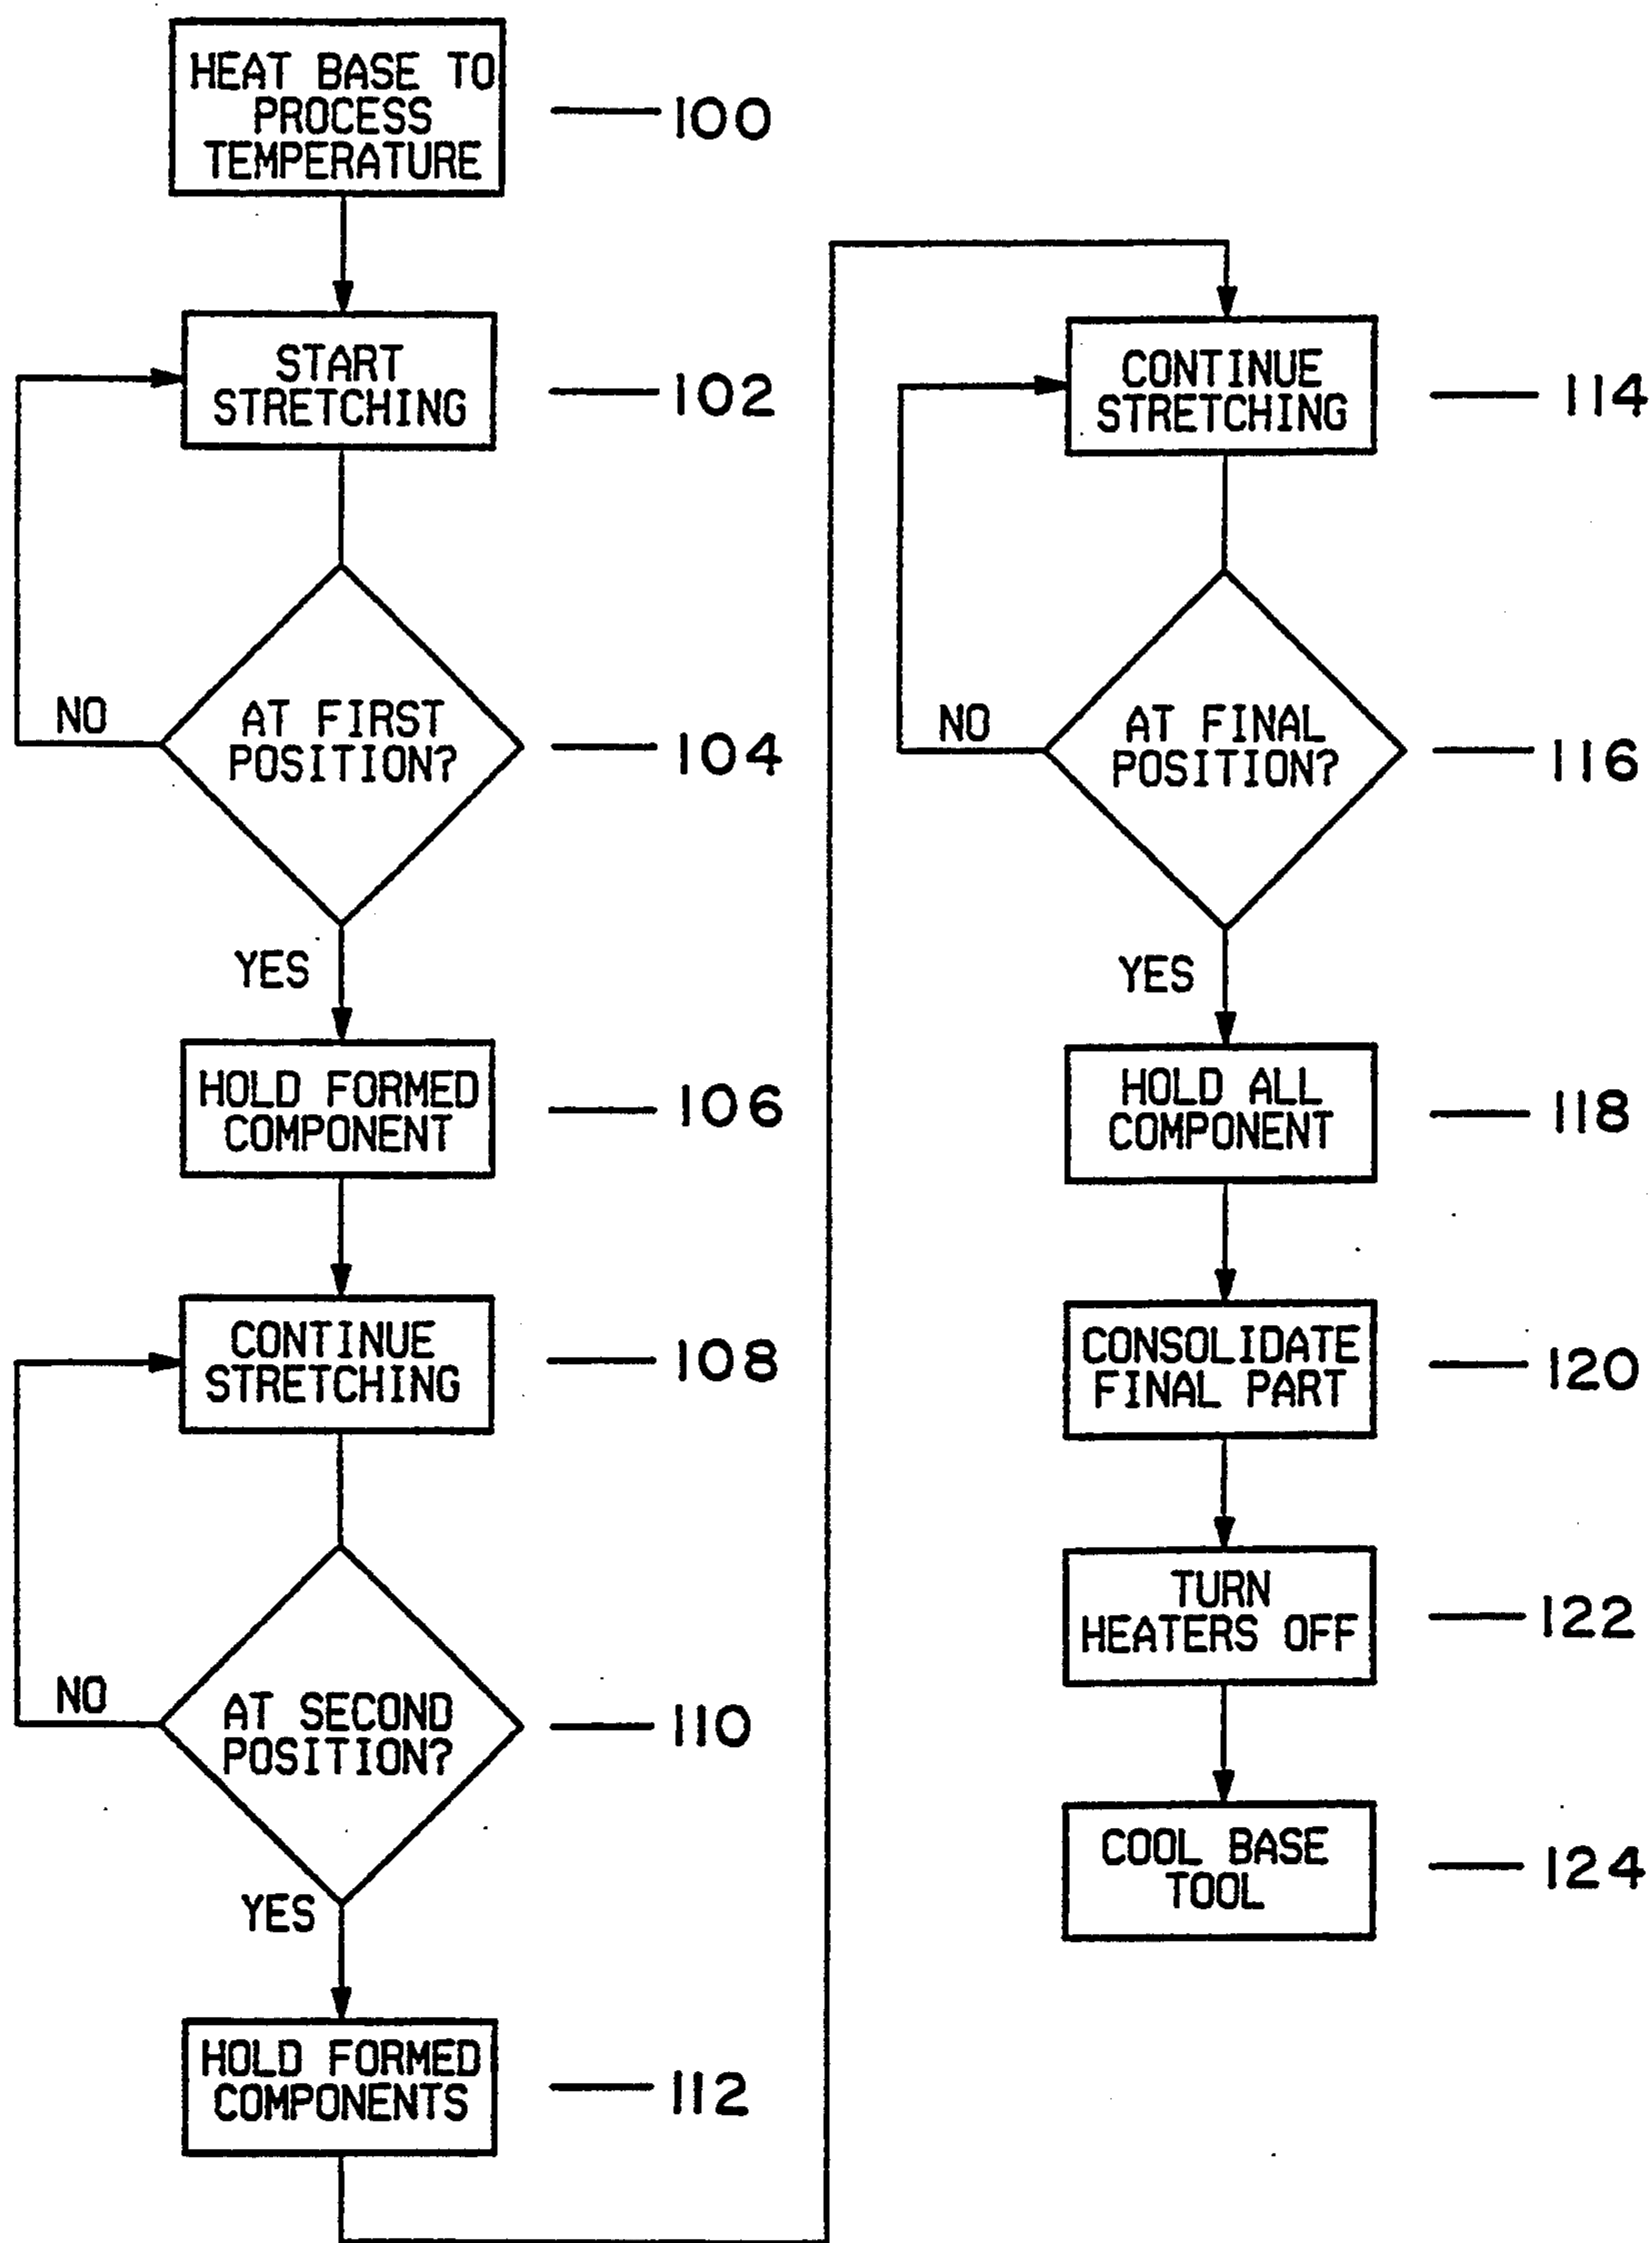 HEAT BASE TO
PROCESS
TEMPERATURE
100
START
STRETCHING
102
AT FIRST
POSITION?
104
NO
YES
HOLD FORMED
COMPONENT
106
CONTINUE
STRETCHING
108
AT SECOND
POSITION?
110
NO
YES
HOLD FORMED
COMPONENTS
112
CONTINUE
STRETCHING
114
AT FINAL
POSITION?
116
NO
YES
HOLD ALL
COMPONENT
118
CONSOLIDATE
FINAL PART
120
TURN
HEATERS OFF
122
COOL BASE
TOOL
124